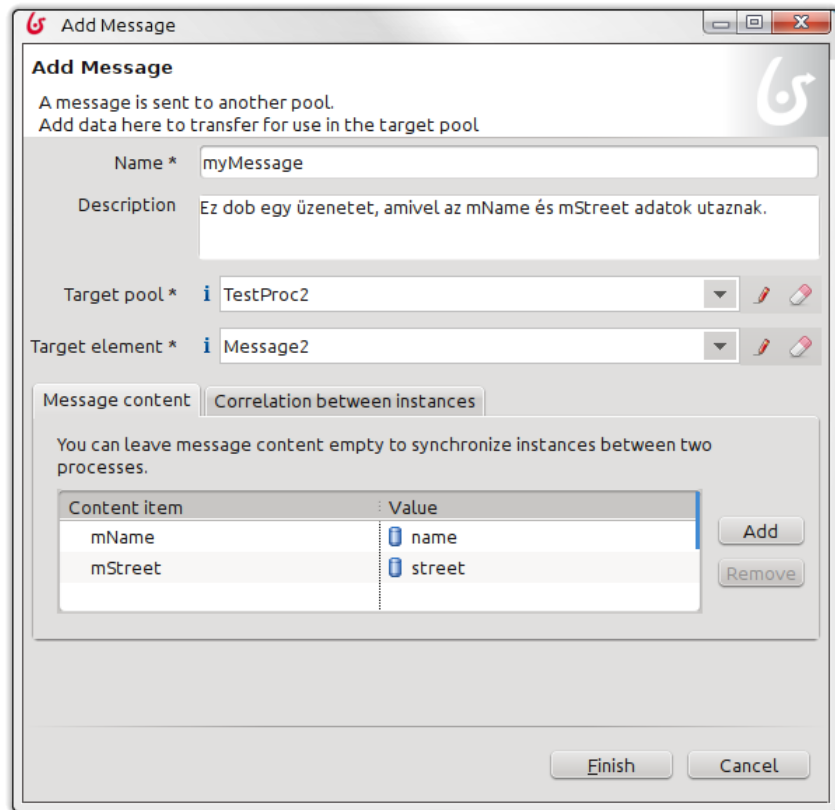 Add Message
Add Message
A message is sent to another pool.
Add data here to transfer for use in the target pool
Name * myMessage
Description Ez dob egy üzenetet, amivel az mName és mStreet adatok utaznak.
Target pool * i TestProc2
Target element * i Message2
Message content Correlation between instances
You can leave message content empty to synchronize instances between two
processes.
Content item Value
mName name
Add
mStreet street
Remove
Finish Cancel